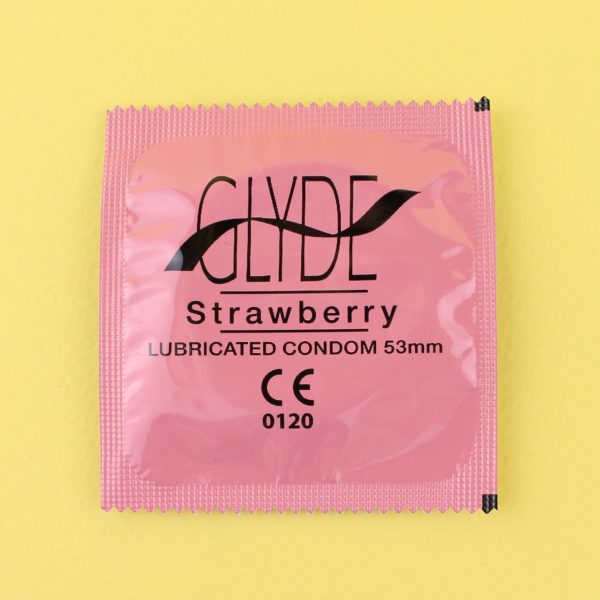 GLYDE
Strawberry
LUBRICATED CONDOM 53mm
CE
0120